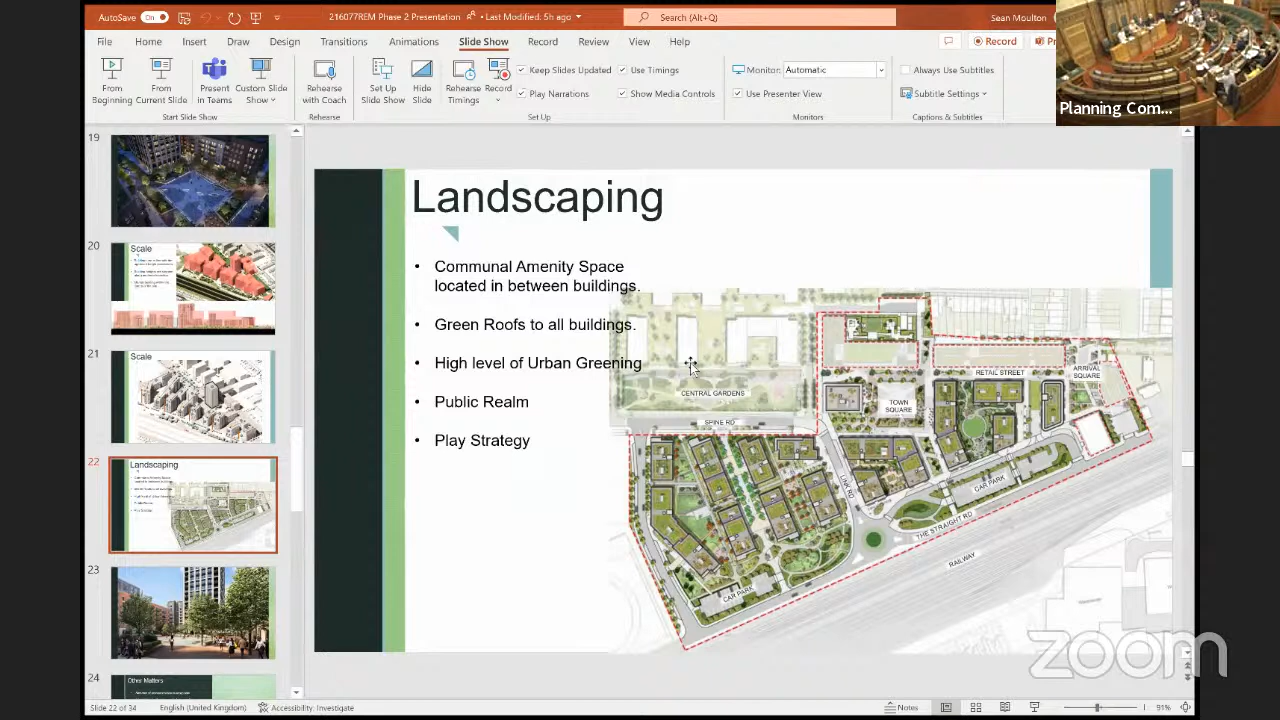 AutoSave On
216077REM Phase 2 Presentation
• Last Modified: 5h ago
Search (Alt+Q)
Sean Moulton
File Home Insert Draw Design Transitions Animations Slide Show Record Review View Help
Record
From Beginning
From Current Slide
Present in Teams
Custom Slide Show
Rehearse with Coach
Set Up Slide Show
Hide Slide
Rehearse Timings
Record
Keep Slides Updated
Use Timings
Play Narrations
Show Media Controls
Monitor: Automatic
Use Presenter View
Always Use Subtitles
Subtitle Settings
Start Slide Show
Rehearse
Set Up
Monitors
Captions & Subtitles
Planning Com...
19
20
Scale
21
Scale
22
Landscaping
23
24
Other Matters
Landscaping
• Communal Amenity Space
located in between buildings.
• Green Roofs to all buildings.
• High level of Urban Greening
• Public Realm
• Play Strategy
CENTRAL GARDENS
SPINE RD
RETAIL STREET
ARRIVAL
SQUARE
TOWN
SQUARE
LINK RD
CAR PARK
THE STRAIGHT RD
RAILWAY
CAR PARK
zoom
Slide 22 of 34
English (United Kingdom)
Accessibility: Investigate
Notes
91%